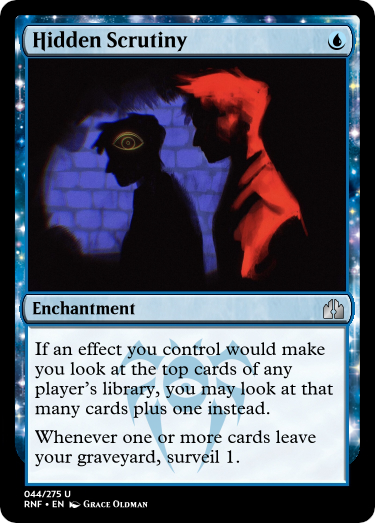 Hidden Scrutiny
Enchantment
If an effect you control would make
you look at the top cards of any
player's library, you may look at that
many cards plus one instead.
Whenever one or more cards leave
your graveyard, surveil 1.
044/275 U
RNF • EN Grace Oldman